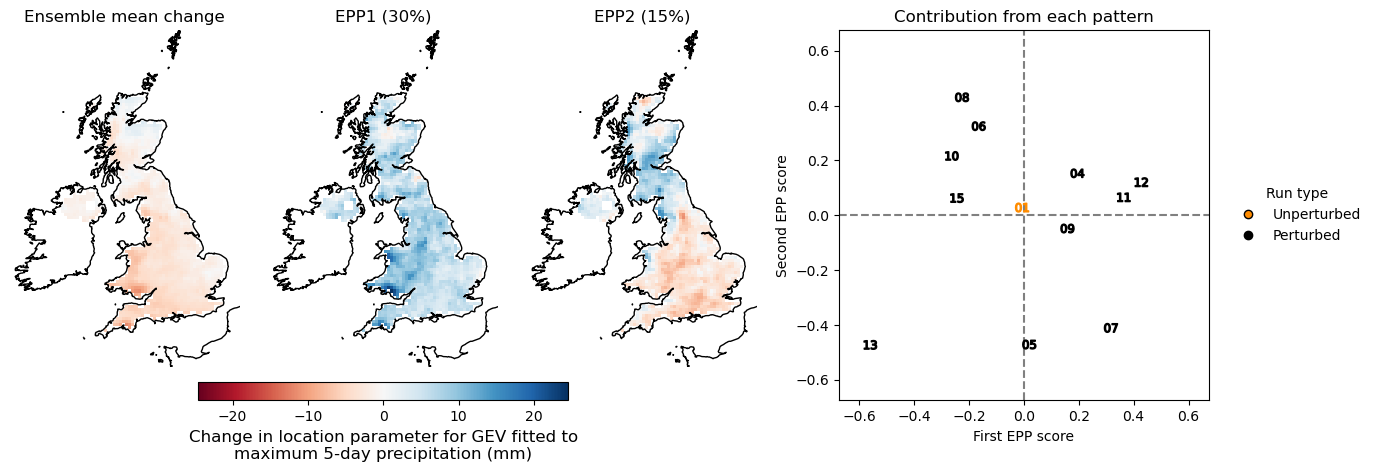 Ensemble mean change
EPP1 (30%)
EPP2 (15%)
Contribution from each pattern
−20 −10 0 10 20
Change in location parameter for GEV fitted to
maximum 5-day precipitation (mm)
Second EPP score
0.6
0.4
0.2
0.0
−0.2
−0.4
−0.6
08
06
10
04
12
15
11
01
09
07
13
05
−0.6 −0.4 −0.2 0.0 0.2 0.4 0.6
First EPP score
Run type
Unperturbed
Perturbed